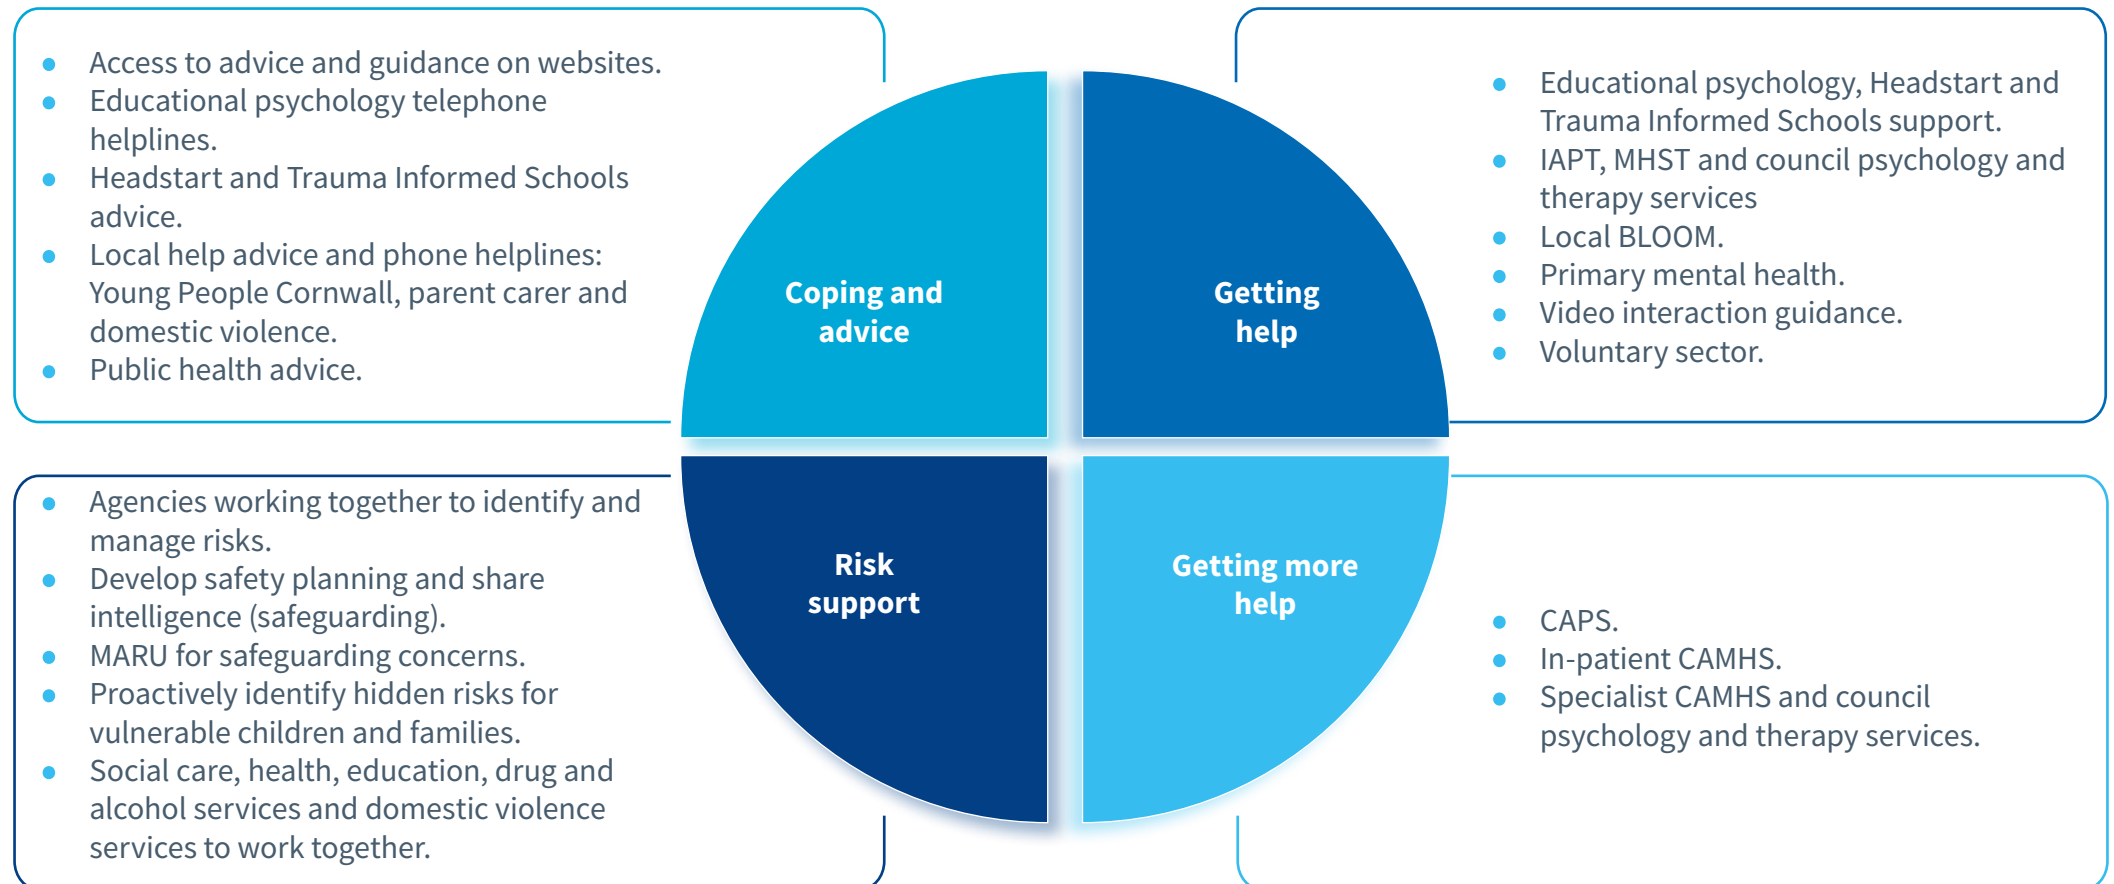 ● Access to advice and guidance on websites.
● Educational psychology telephone
helplines.
● Headstart and Trauma Informed Schools
advice.
● Local help advice and phone helplines:
Young People Cornwall, parent carer and
domestic violence.
● Public health advice.
Coping and
advice
Getting
help
● Educational psychology, Headstart and
Trauma Informed Schools support.
● IAPT, MHST and council psychology and
therapy services
● Local BLOOM.
● Primary mental health.
● Video interaction guidance.
● Voluntary sector.
● Agencies working together to identify and
manage risks.
● Develop safety planning and share
intelligence (safeguarding).
● MARU for safeguarding concerns.
● Proactively identify hidden risks for
vulnerable children and families.
● Social care, health, education, drug and
alcohol services and domestic violence
services to work together.
Risk
support
Getting more
help
● CAPS.
● In-patient CAMHS.
● Specialist CAMHS and council
psychology and therapy services.